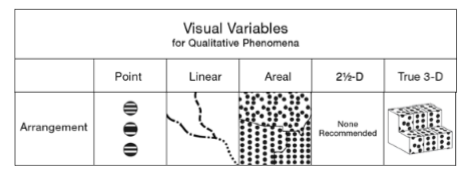 Visual Variables
for Qualitative Phenomena
Point Linear Areal 2½-D True 3-D
Arrangement
None
Recommended